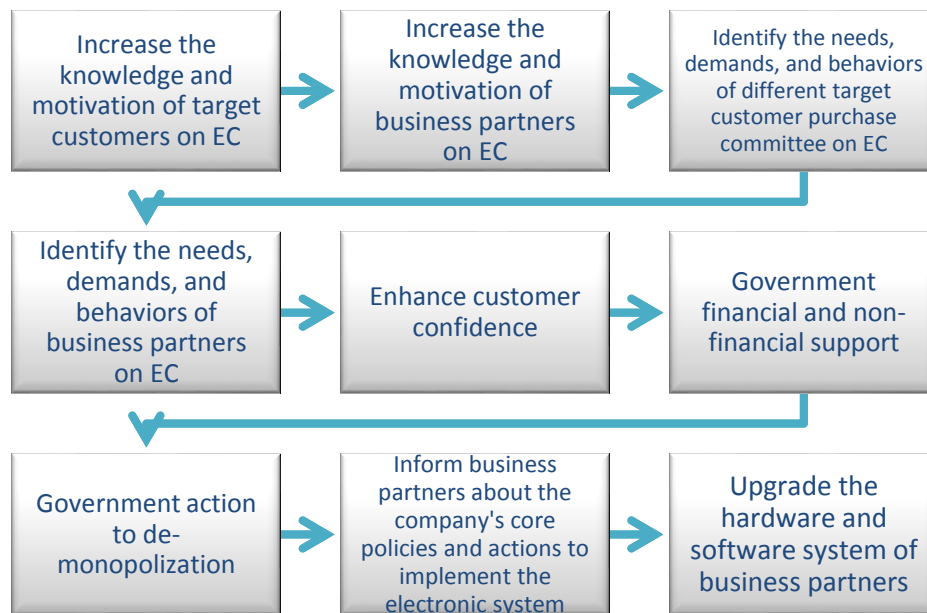 Increase the
knowledge and
motivation of target
customers on EC
Increase the
knowledge and
motivation of
business partners
on EC
Identify the needs,
demands, and behaviors
of different target
customer purchase
committee on EC
Identify the needs,
demands, and
behaviors of
business partners
on EC
Enhance customer
confidence
Government
financial and non-
financial support
Government action
to de-
monopolization
Inform business
partners about the
company's core
policies and actions to
implement the
electronic system
Upgrade the
hardware and
software system of
business partners